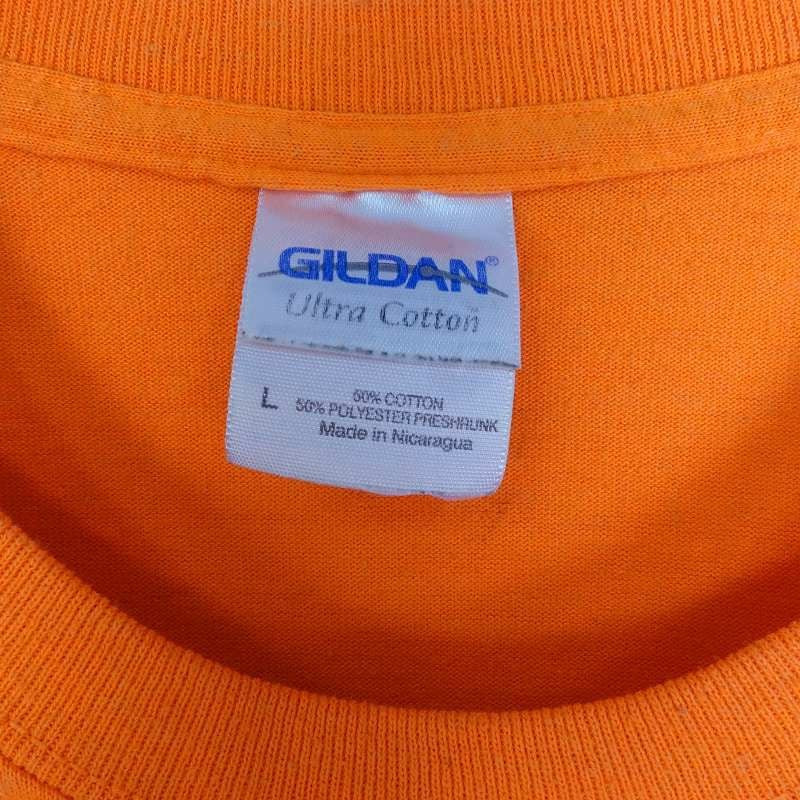 GILDAN®
Ultra Cotton
L
50% COTTON
50% POLYESTER PRESHRUNK
Made in Nicaragua